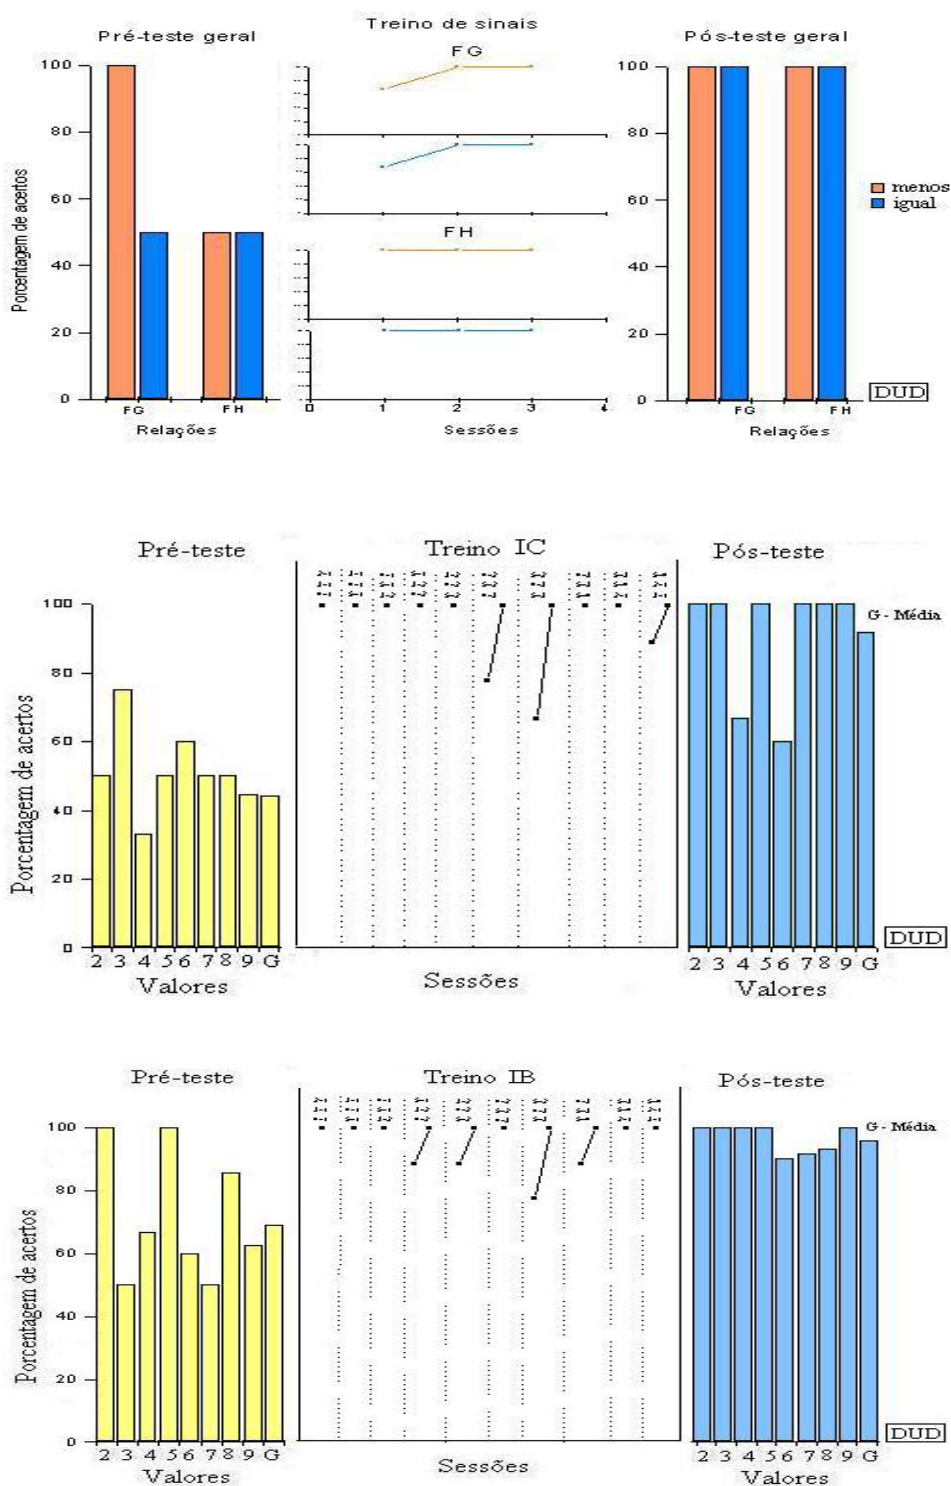 Pré-teste geral
Treino de sinais
Pós-teste geral
FG
FH
100
80
60
40
20
0
Porcentagem de acertos
FG FH
Relações
0 1 2 3 4
Sessões
100
80
60
40
20
0
FG FH
Relações
menos
igual
DUD
Pré-teste
Treino IC
Pós-teste
100
80
60
40
20
0
Porcentagem de acertos
2 3 4 5 6 7 8 9 G
Valores
Sessões
2 3 4 5 6 7 8 9 G
Valores
G - Média
DUD
Pré-teste
Treino IB
Pós-teste
100
80
60
40
20
0
Porcentagem de acertos
2 3 4 5 6 7 8 9 G
Valores
Sessões
2 3 4 5 6 7 8 9 G
Valores
G - Média
DUD